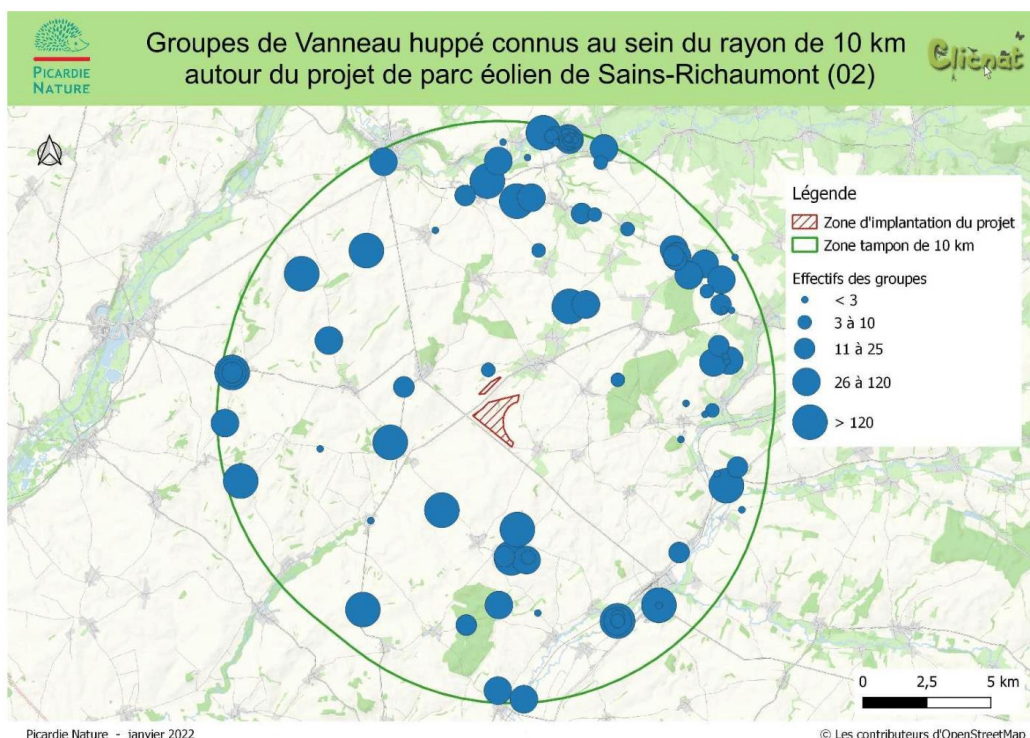 Groupes de Vanneau huppé connus au sein du rayon de 10 km
autour du projet de parc éolien de Sains-Richaumont (02)
PICARDIE
NATURE
Clicnat
Légende
Zone d'implantation du projet
Zone tampon de 10 km
Effectifs des groupes
< 3
3 à 10
11 à 25
26 à 120
> 120
0 2,5 5 km
Picardie Nature - janvier 2022
© Les contributeurs d'OpenStreetMap